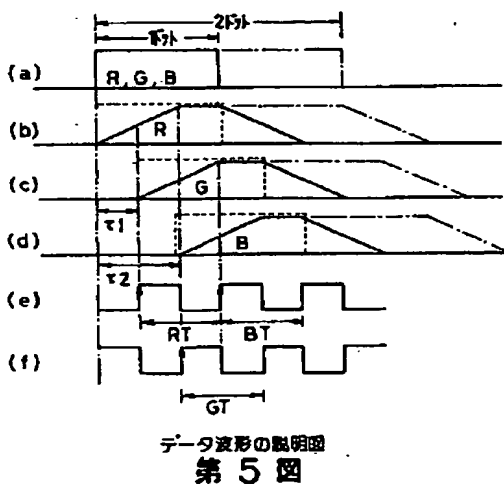 2ドット
1ドット
(a)
R, G, B
(b)
R
(c)
G
τ1
(d)
B
τ2
(e)
RT
BT
(f)
GT
データ波形の説明図
第 5 図